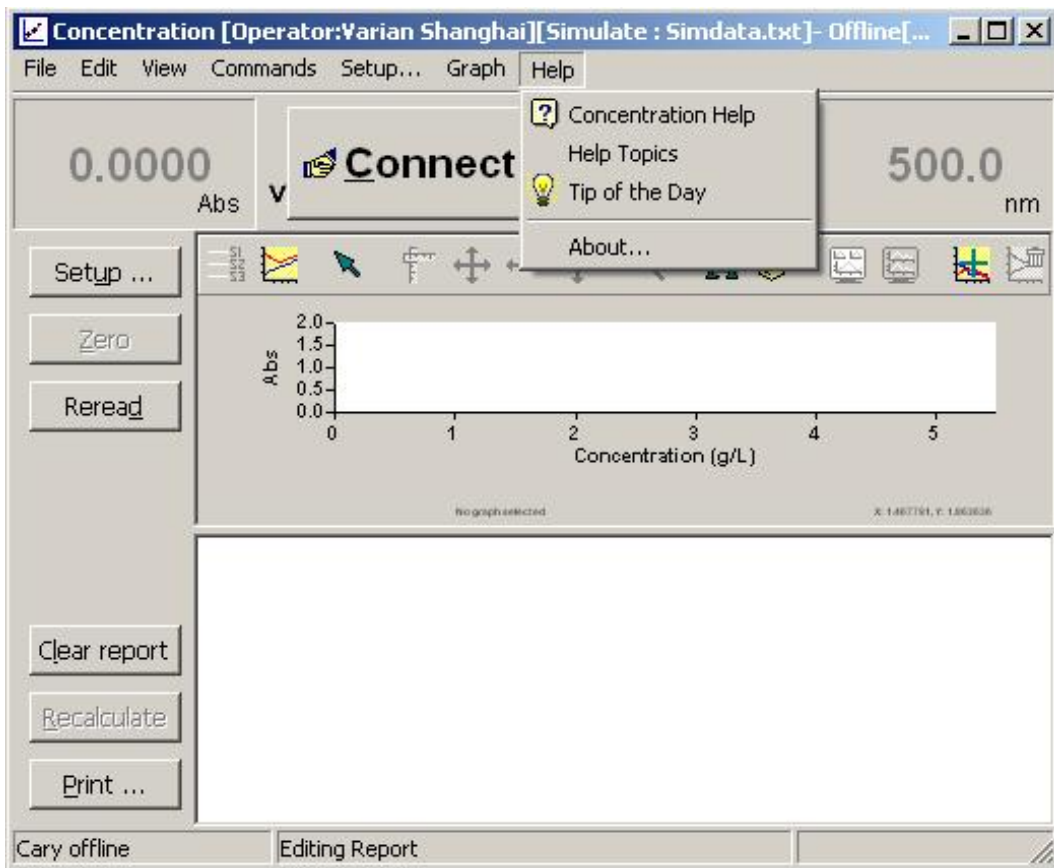 Concentration [Operator:Varian Shanghai][Simulate : Simdata.txt]- Offline[...
File Edit View Commands Setup... Graph Help
Concentration Help
Help Topics
Tip of the Day
About...
0.0000
Abs
Connect
500.0
nm
Setup ...
Zero
Reread
2.0
1.5
1.0
0.5
0.0
Abs
0 1 2 3 4 5
Concentration (g/L)
No graph selected
Clear report
Recalculate
Print ...
Cary offline
Editing Report